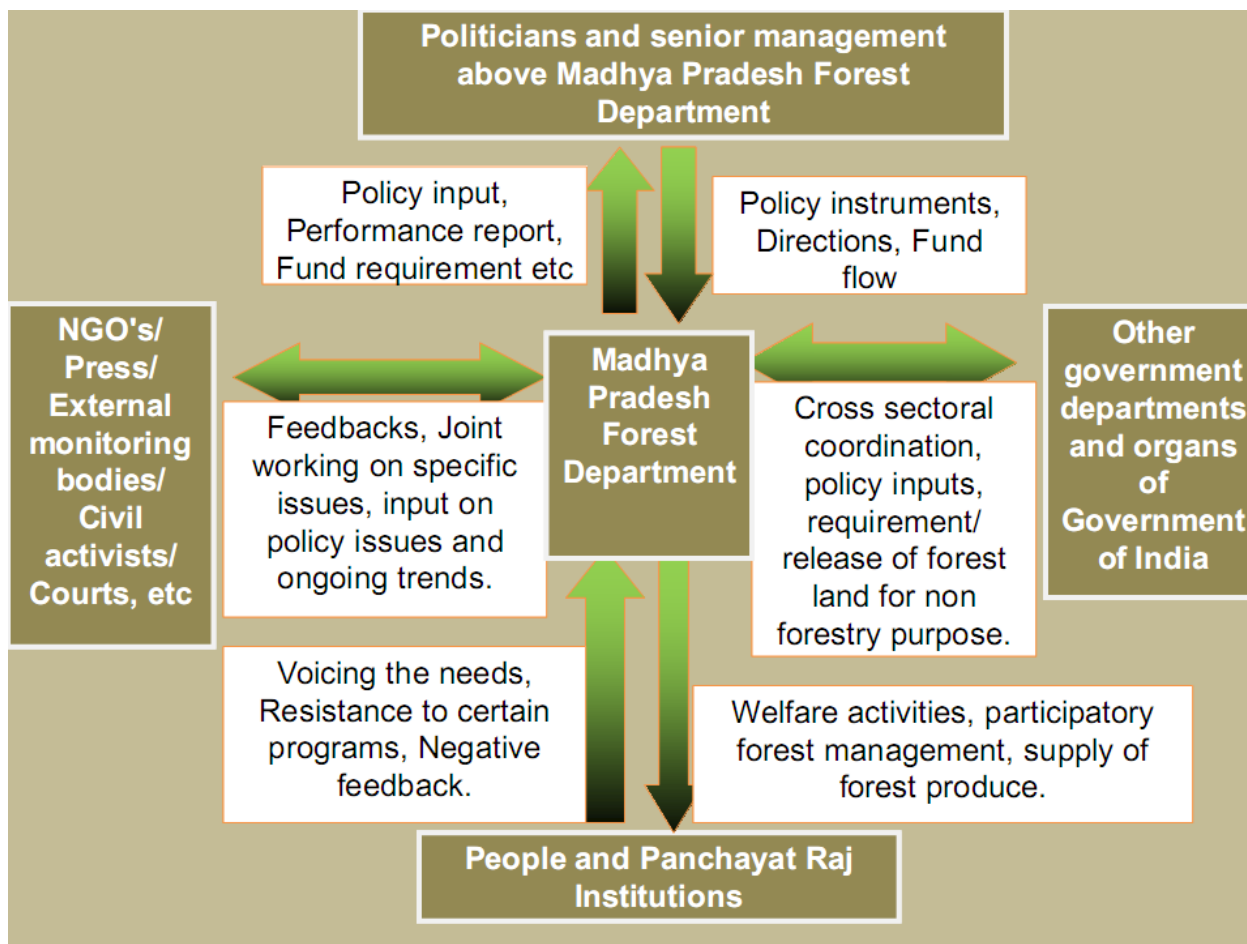 Politicians and senior management
above Madhya Pradesh Forest
Department
Policy input,
Performance report,
Fund requirement etc
Policy instruments,
Directions, Fund
flow
NGO's/
Press/
External
monitoring
bodies/
Civil
activists/
Courts, etc
Madhya
Pradesh
Forest
Department
Other
government
departments
and organs
of
Government
of India
Feedbacks, Joint
working on specific
issues, input on
policy issues and
ongoing trends.
Cross sectoral
coordination,
policy inputs,
requirement/
release of forest
land for non
forestry purpose.
Voicing the needs,
Resistance to certain
programs, Negative
feedback.
Welfare activities, participatory
forest management, supply of
forest produce.
People and Panchayat Raj
Institutions